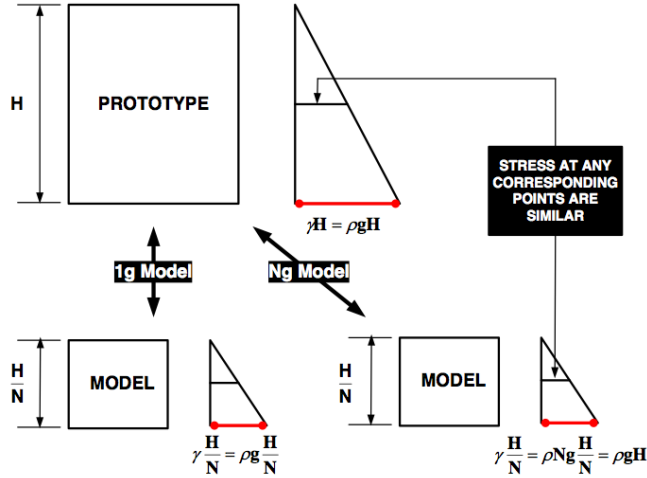 H
PROTOTYPE
STRESS AT ANY
CORRESPONDING
POINTS ARE
SIMILAR
γH = ρgH
1g Model
Ng Model
H/N
MODEL
γ H/N = ρg H/N
H/N
MODEL
γ H/N = ρNg H/N = ρgH